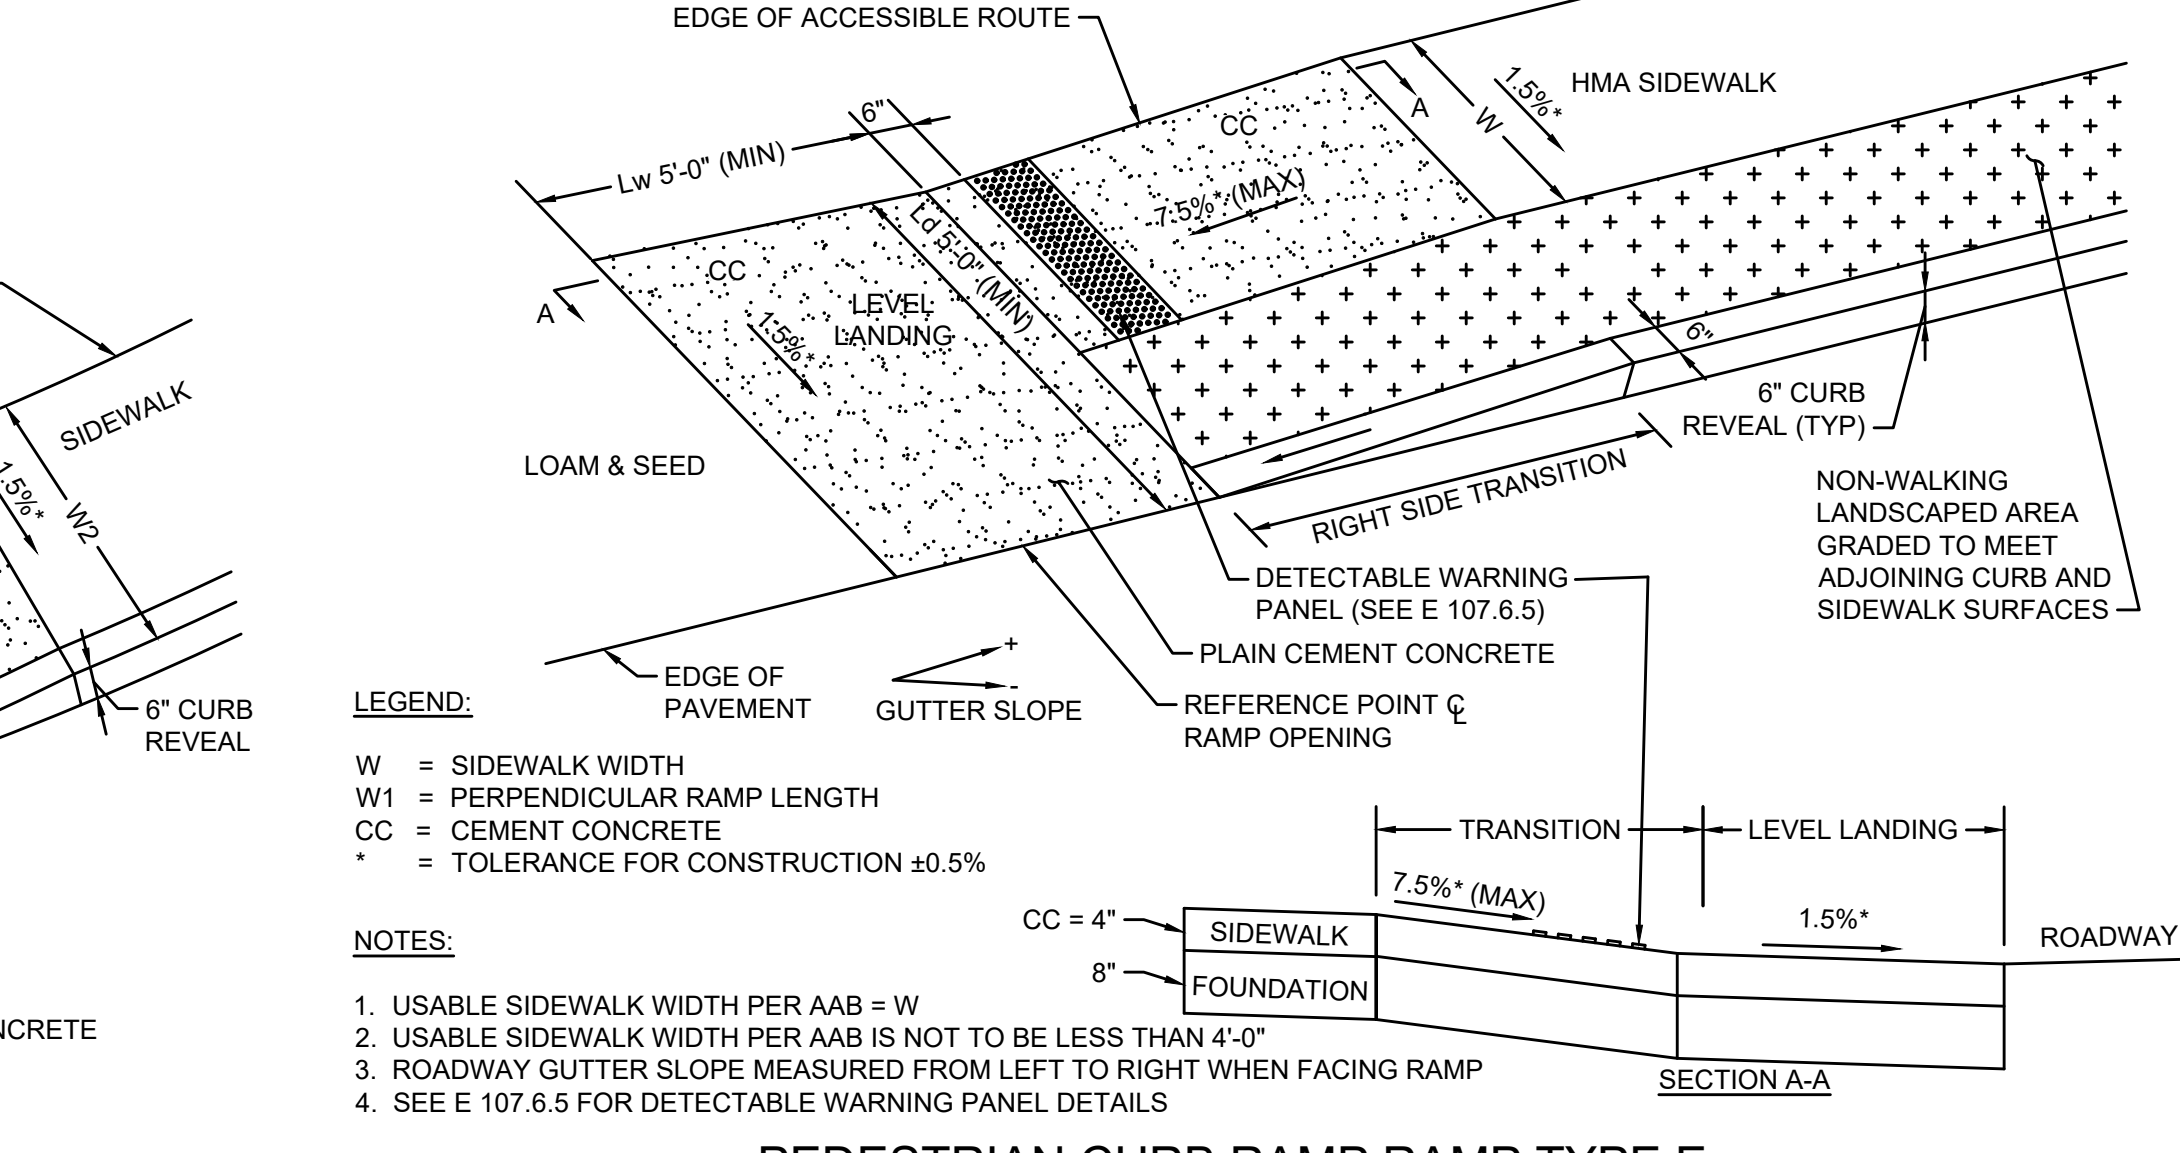 EDGE OF ACCESSIBLE ROUTE
6"
Lw 5'-0" (MIN)
CC
A
W
1.5%*
HMA SIDEWALK
7.5%* (MAX)
Ld 5'-0" (MIN)
CC
LEVEL
LANDING
1.5%*
A
SIDEWALK
1.5%*
W2
LOAM & SEED
6"
6" CURB
REVEAL (TYP)
RIGHT SIDE TRANSITION
NON-WALKING
LANDSCAPED AREA
GRADED TO MEET
ADJOINING CURB AND
SIDEWALK SURFACES
DETECTABLE WARNING
PANEL (SEE E 107.6.5)
PLAIN CEMENT CONCRETE
REFERENCE POINT ℄
RAMP OPENING
EDGE OF
PAVEMENT
+
-
GUTTER SLOPE
6" CURB
REVEAL
LEGEND:
W = SIDEWALK WIDTH
W1 = PERPENDICULAR RAMP LENGTH
CC = CEMENT CONCRETE
* = TOLERANCE FOR CONSTRUCTION ±0.5%
NOTES:
1. USABLE SIDEWALK WIDTH PER AAB = W
2. USABLE SIDEWALK WIDTH PER AAB IS NOT TO BE LESS THAN 4'-0"
3. ROADWAY GUTTER SLOPE MEASURED FROM LEFT TO RIGHT WHEN FACING RAMP
4. SEE E 107.6.5 FOR DETECTABLE WARNING PANEL DETAILS
NCRETE
TRANSITION
LEVEL LANDING
7.5%* (MAX)
1.5%*
CC = 4"
SIDEWALK
8"
FOUNDATION
ROADWAY
SECTION A-A
PEDESTRIAN CURB RAMP RAMP TYPE